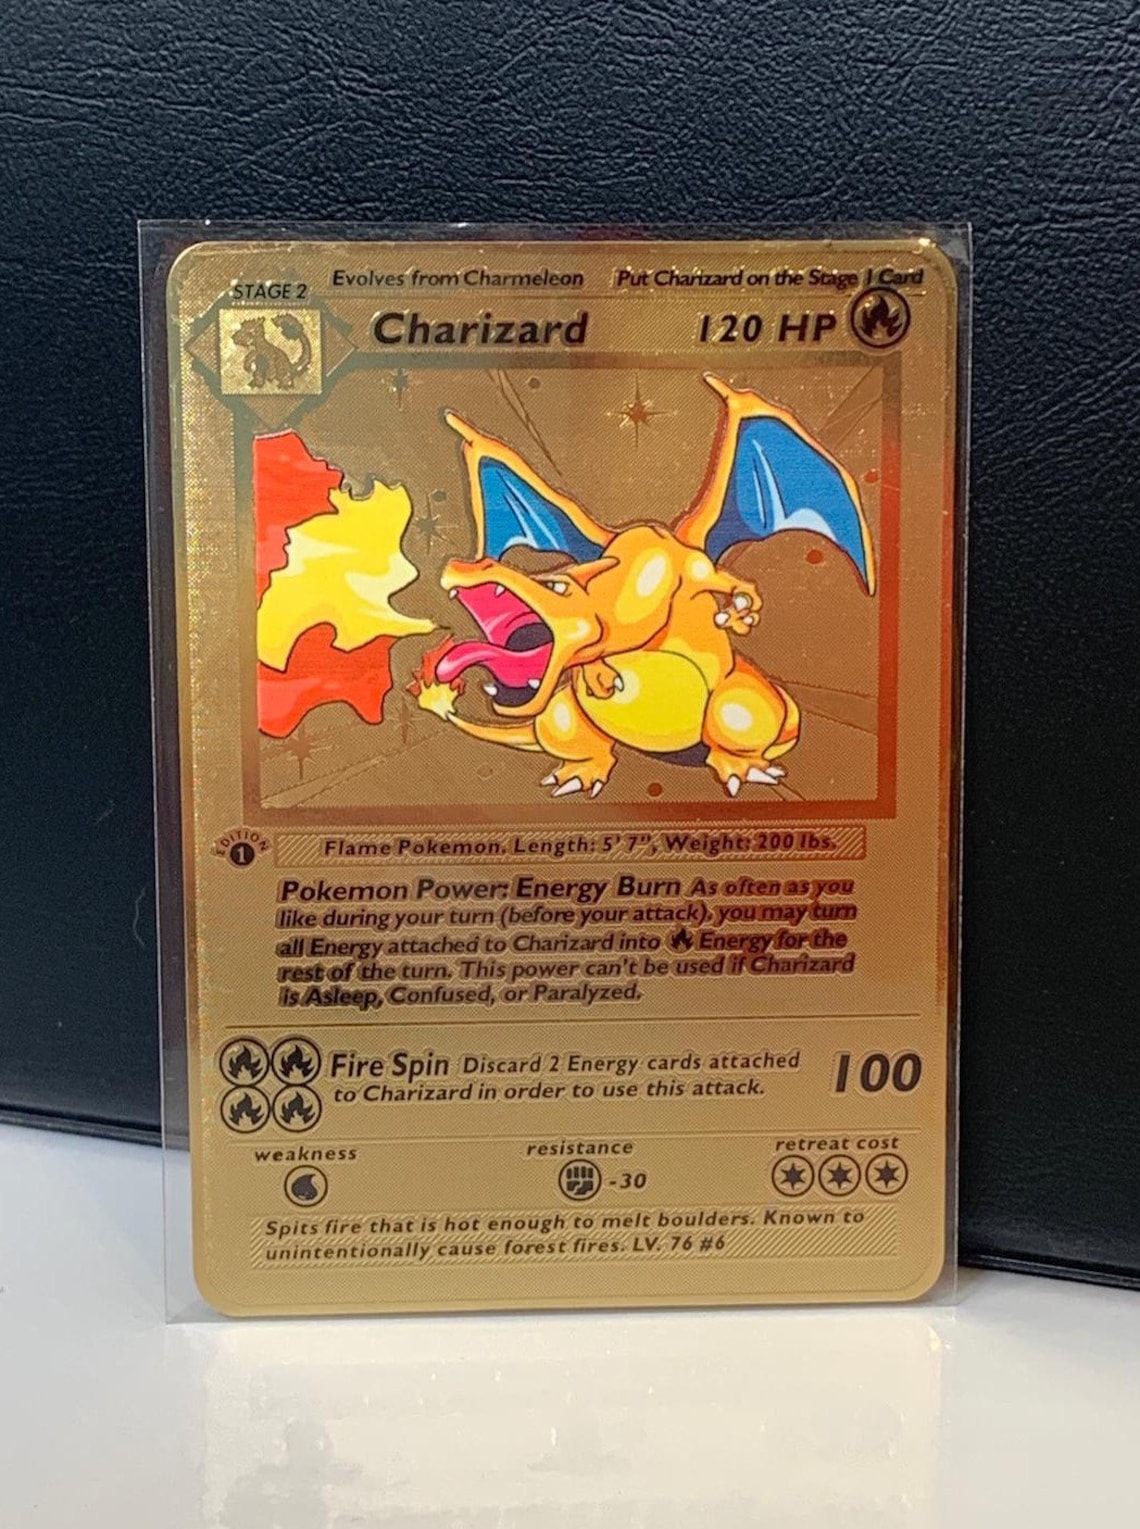 Evolves from Charmeleon Put Charizard on the Stage 1 Card
STAGE 2
Charizard 120 HP
EDITION
1
Flame Pokemon. Length: 5' 7", Weight: 200 lbs.
Pokemon Power: Energy Burn As often as you
like during your turn (before your attack), you may turn
all Energy attached to Charizard into Energy for the
rest of the turn. This power can't be used if Charizard
is Asleep, Confused, or Paralyzed.
Fire Spin Discard 2 Energy cards attached
to Charizard in order to use this attack.
100
weakness resistance retreat cost
-30
Spits fire that is hot enough to melt boulders. Known to
unintentionally cause forest fires. LV. 76 #6